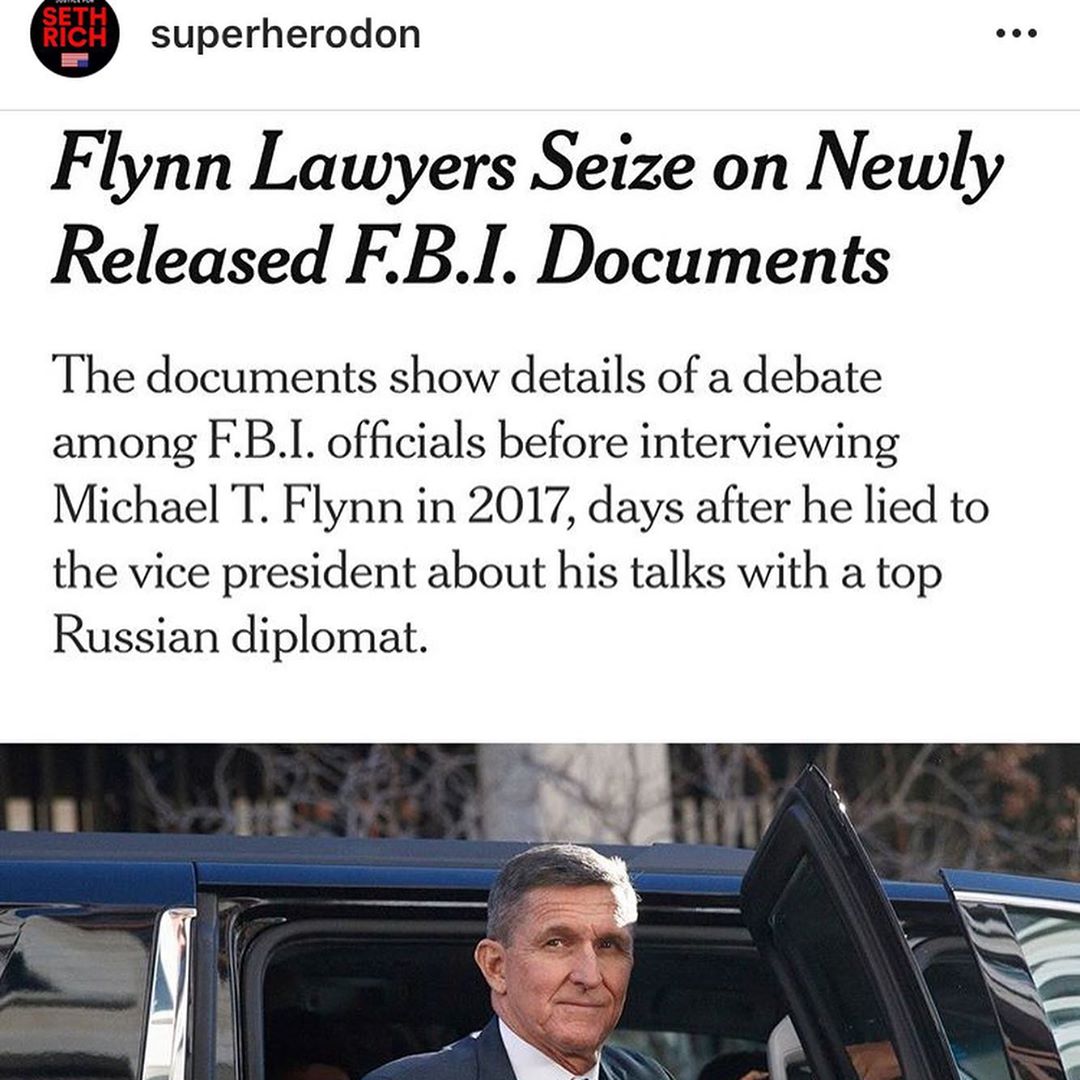 SETH
RICH
superherodon
Flynn Lawyers Seize on Newly
Released F.B.I. Documents
The documents show details of a debate
among F.B.I. officials before interviewing
Michael T. Flynn in 2017, days after he lied to
the vice president about his talks with a top
Russian diplomat.